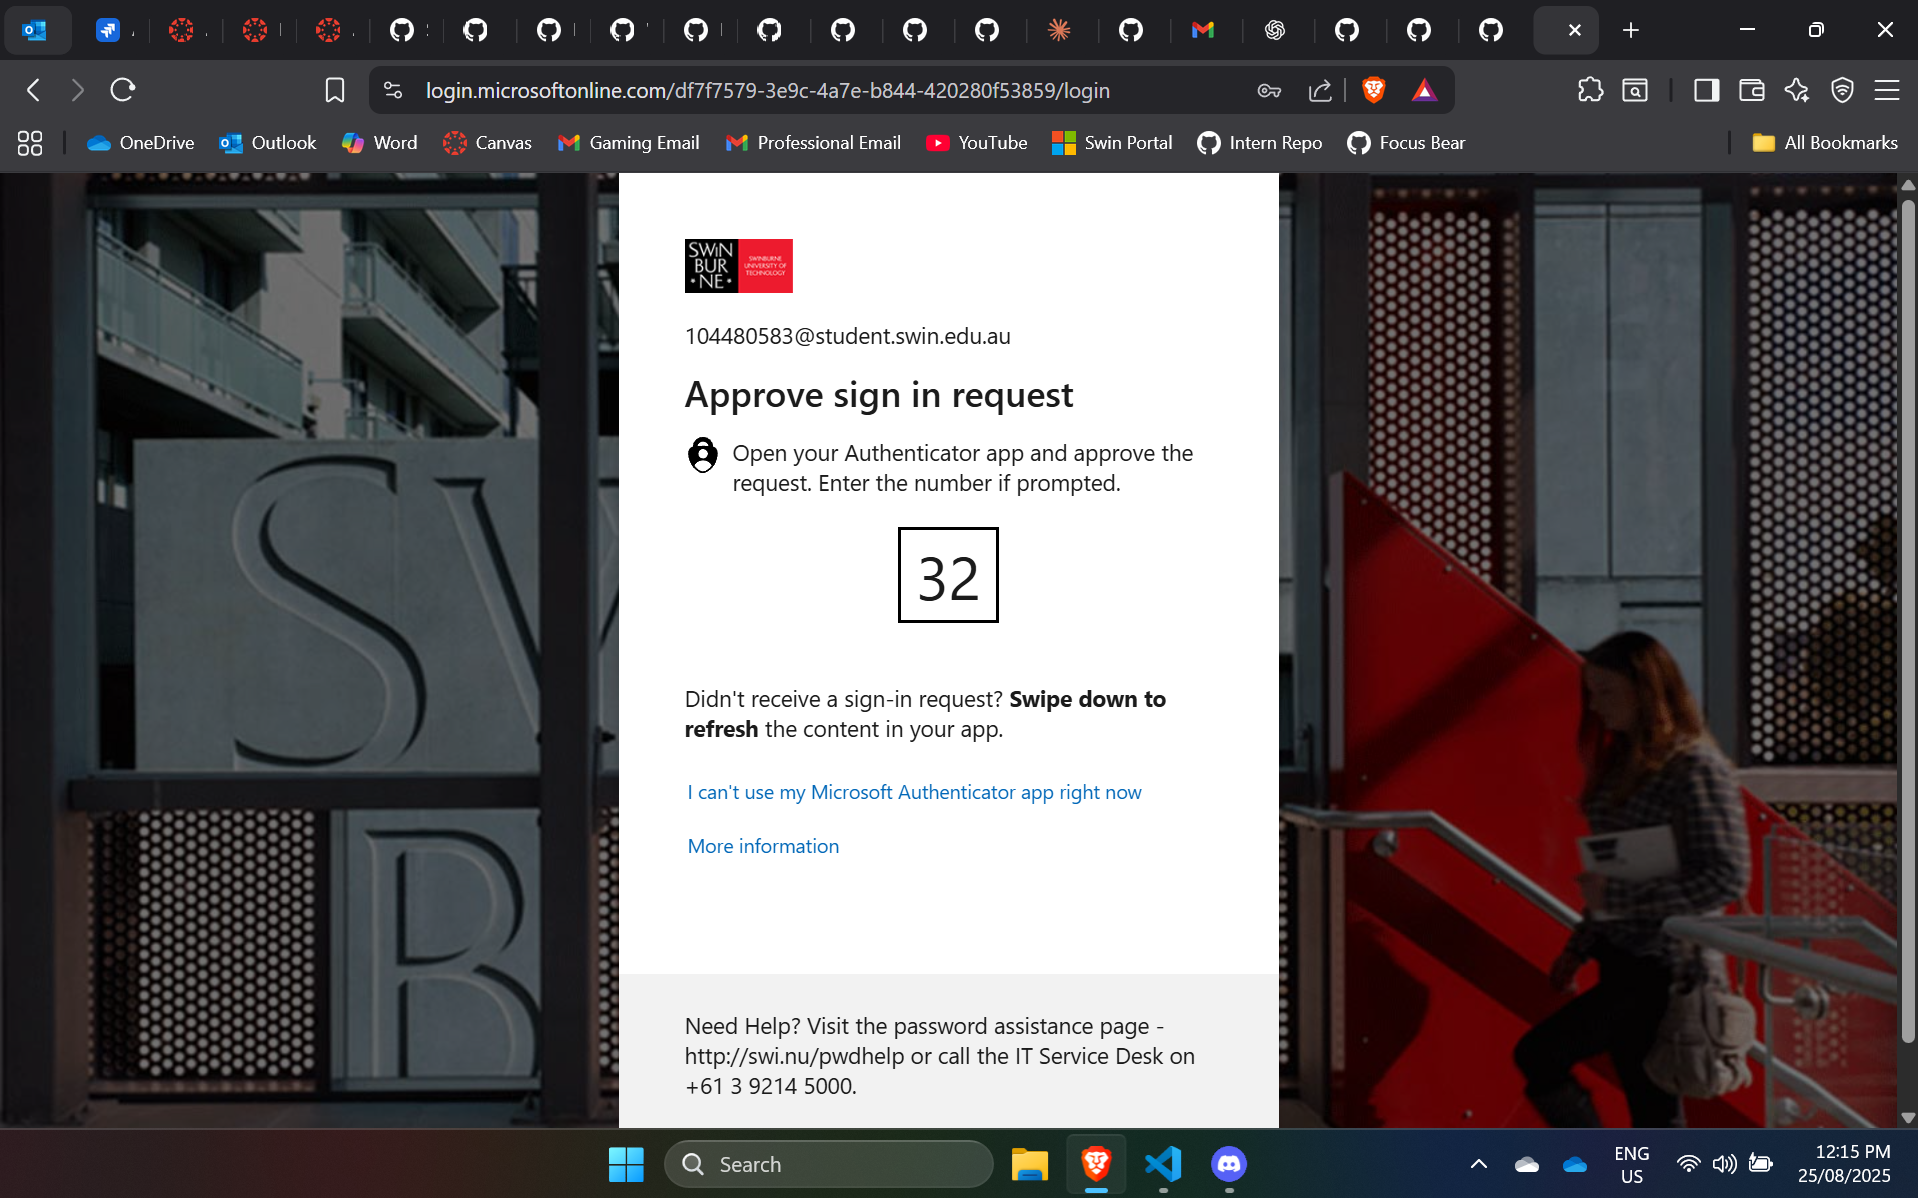 login.microsoftonline.com/df7f7579-3e9c-4a7e-b844-420280f53859/login
OneDrive
Outlook
Word
Canvas
Gaming Email
Professional Email
YouTube
Swin Portal
Intern Repo
Focus Bear
All Bookmarks
SWIN
BUR
• NE •
SWINBURNE
UNIVERSITY OF
TECHNOLOGY
104480583@student.swin.edu.au
Approve sign in request
Open your Authenticator app and approve the
request. Enter the number if prompted.
32
Didn't receive a sign-in request? Swipe down to
refresh the content in your app.
I can't use my Microsoft Authenticator app right now
More information
Need Help? Visit the password assistance page -
http://swi.nu/pwdhelp or call the IT Service Desk on
+61 3 9214 5000.
Search
ENG
US
12:15 PM
25/08/2025